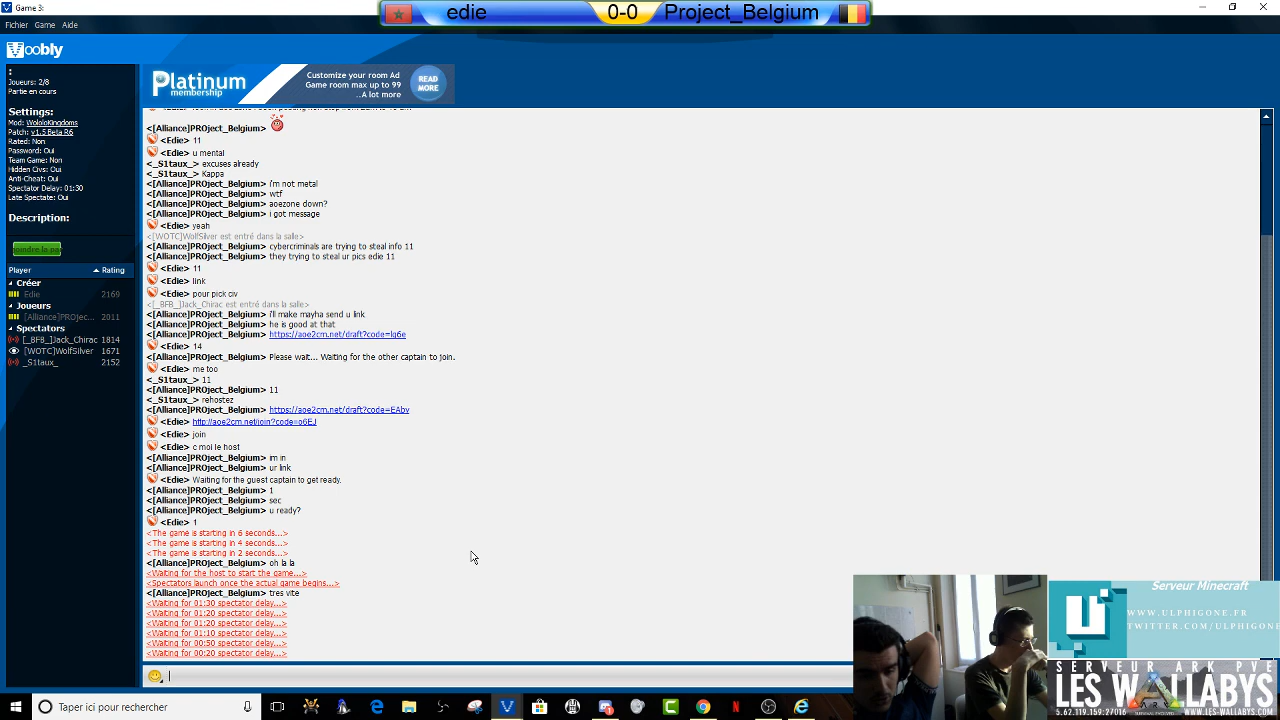 Game 3:
edie 0-0 Project_Belgium
Fichier Game Aide
Voobly
:
Joueurs: 2/8
Partie en cours
Settings:
Mod: WololoKingdoms
Patch: v1.5 Beta R6
Rated: Non
Password: Oui
Team Game: Non
Hidden Civs: Oui
Anti-Cheat: Oui
Spectator Delay: 01:30
Late Spectate: Oui
Description:
Player Rating
Créer
Edie 2169
Joueurs
[Alliance]PROjec... 2011
Spectators
[_BFB_]Jack_Chirac 1814
[WOTC]WolfSilver 1671
_S1taux_ 2152
Platinum membership
Customize your room Ad
Game room max up to 99
..A lot more
READ MORE
<[Alliance]PROject_Belgium>
<Edie> 11
<Edie> u mental
<_S1taux_> excuses already
<_S1taux_> Kappa
<[Alliance]PROject_Belgium> i'm not metal
<[Alliance]PROject_Belgium> wtf
<[Alliance]PROject_Belgium> aoezone down?
<[Alliance]PROject_Belgium> i got message
<Edie> yeah
<[WOTC]WolfSilver est entré dans la salle>
<[Alliance]PROject_Belgium> cybercriminals are trying to steal info 11
<[Alliance]PROject_Belgium> they trying to steal ur pics edie 11
<Edie> 11
<Edie> link
<Edie> pour pick civ
<[_BFB_]Jack_Chirac est entré dans la salle>
<[Alliance]PROject_Belgium> i'll make mayha send u link
<[Alliance]PROject_Belgium> he is good at that
<[Alliance]PROject_Belgium> https://aoe2cm.net/draft?code=lq6e
<Edie> 14
<[Alliance]PROject_Belgium> Please wait... Waiting for the other captain to join.
<Edie> me too
<_S1taux_> 11
<[Alliance]PROject_Belgium> 11
<_S1taux_> rehostez
<[Alliance]PROject_Belgium> https://aoe2cm.net/draft?code=EAbv
<Edie> http://aoe2cm.net/join?code=o6EJ
<Edie> join
<Edie> c moi le host
<[Alliance]PROject_Belgium> im in
<[Alliance]PROject_Belgium> ur link
<Edie> Waiting for the guest captain to get ready.
<[Alliance]PROject_Belgium> 1
<[Alliance]PROject_Belgium> sec
<[Alliance]PROject_Belgium> u ready?
<Edie> 1
<The game is starting in 6 seconds...>
<The game is starting in 4 seconds...>
<The game is starting in 2 seconds...>
<[Alliance]PROject_Belgium> oh la la
<Waiting for the host to start the game...>
<Spectators launch once the actual game begins...>
<[Alliance]PROject_Belgium> tres vite
<Waiting for 01:30 spectator delay...>
<Waiting for 01:20 spectator delay...>
<Waiting for 01:20 spectator delay...>
<Waiting for 01:10 spectator delay...>
<Waiting for 00:50 spectator delay...>
<Waiting for 00:20 spectator delay...>
Serveur Minecraft
WWW.ULPHIGONE.FR
TWITTER.COM/ULPHIGONE
SERVEUR ARK PVE
LES WALLABYS
5.62.119.159:27016
Taper ici pour rechercher